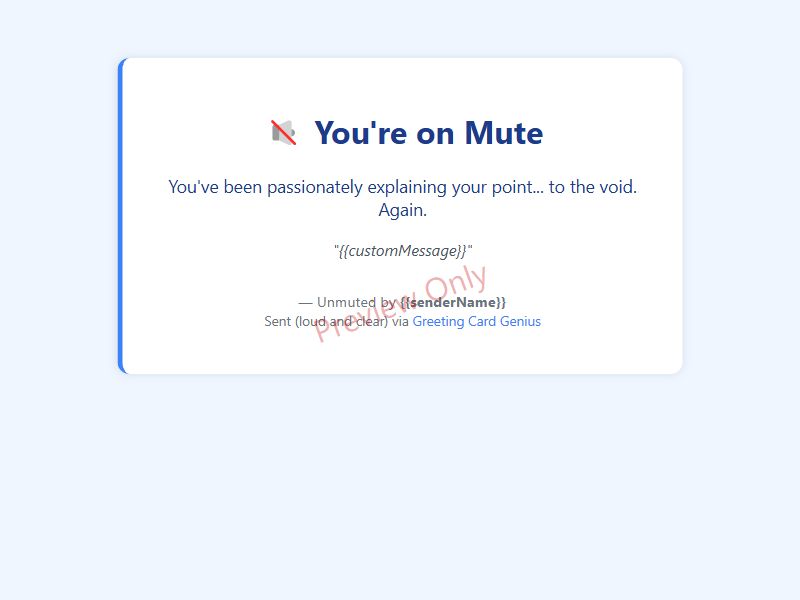 You're on Mute
You've been passionately explaining your point... to the void.
Again.
"{{customMessage}}"
— Unmuted by {{senderName}}
Sent (loud and clear) via Greeting Card Genius
Preview Only